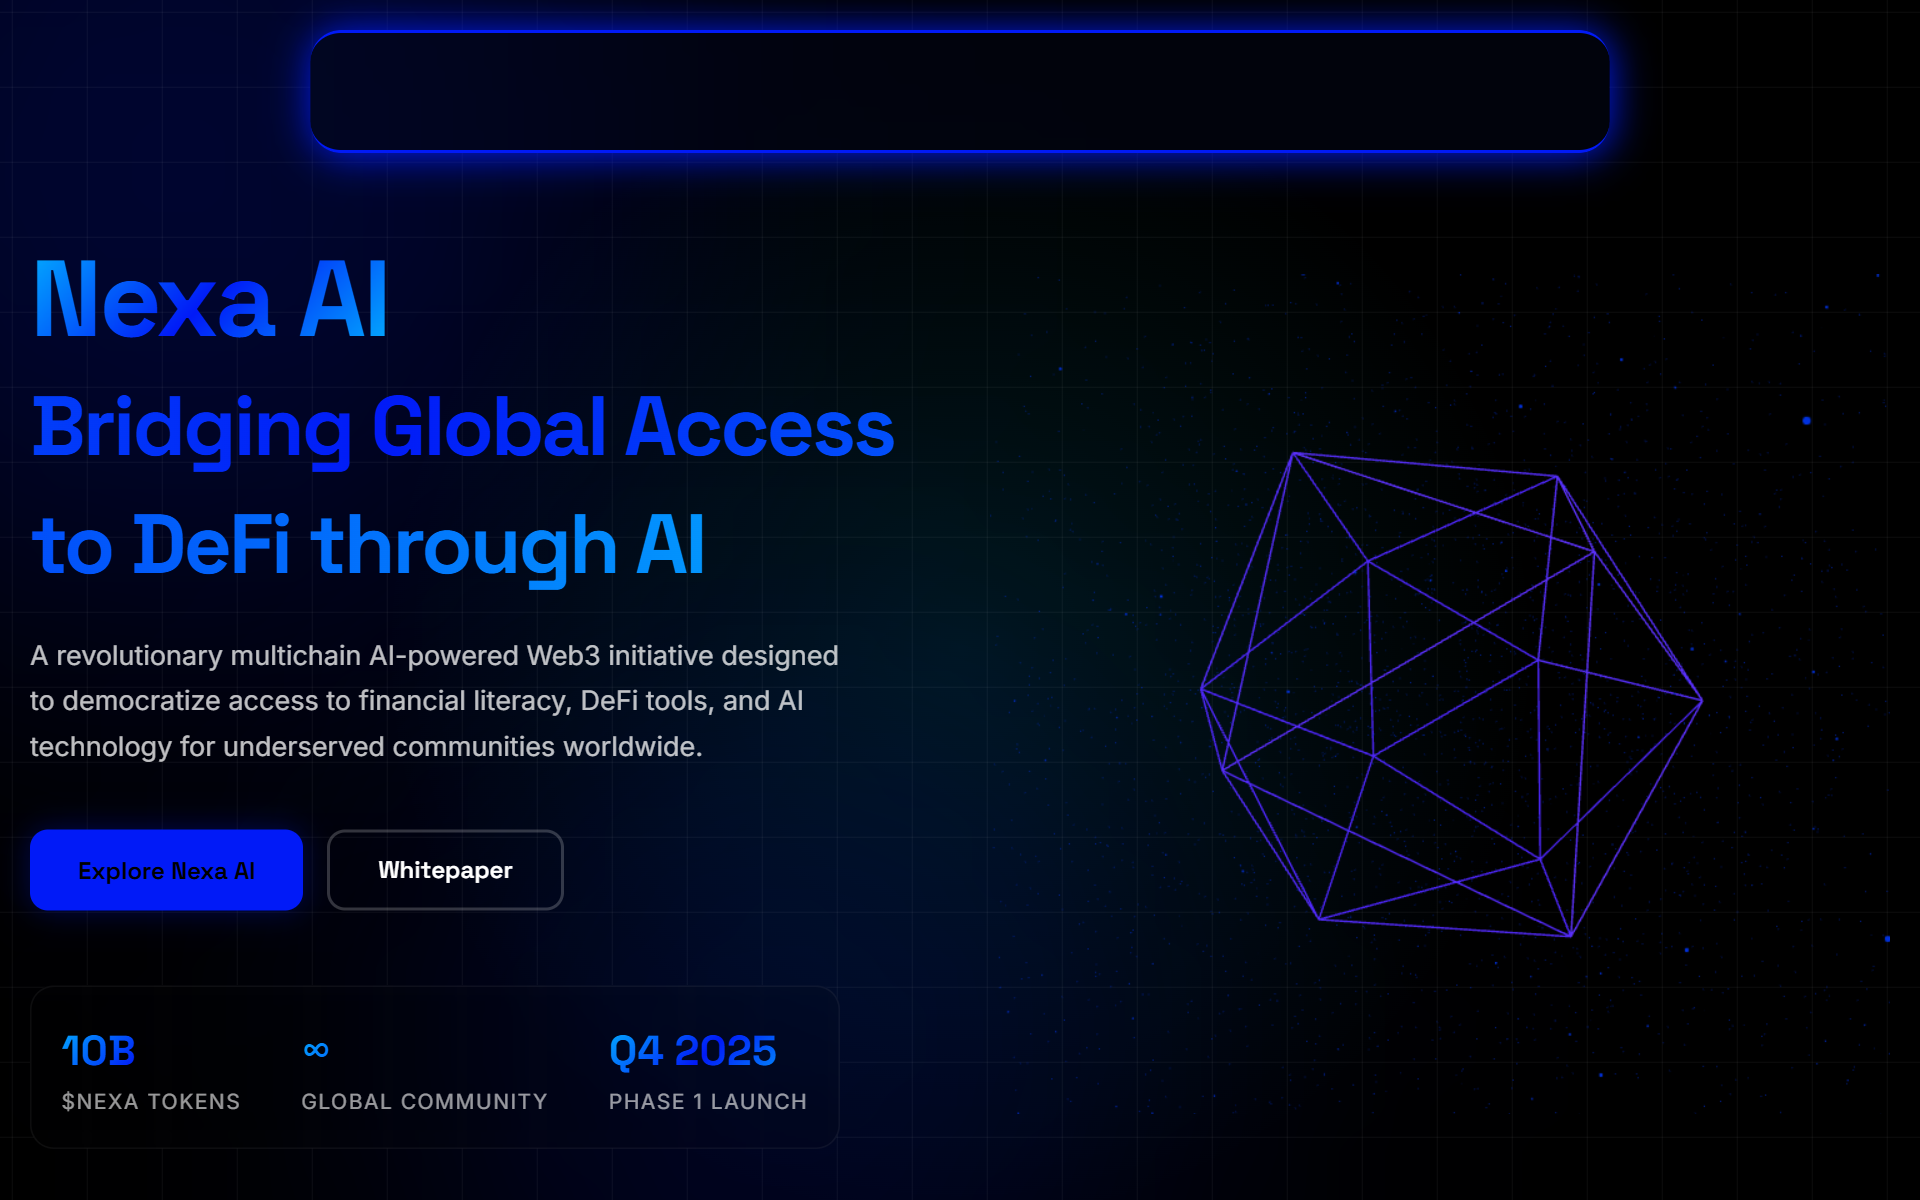 Nexa AI
Bridging Global Access
to DeFi through AI
A revolutionary multichain AI-powered Web3 initiative designed
to democratize access to financial literacy, DeFi tools, and AI
technology for underserved communities worldwide.
Explore Nexa AI
Whitepaper
10B
$NEXA TOKENS
∞
GLOBAL COMMUNITY
Q4 2025
PHASE 1 LAUNCH